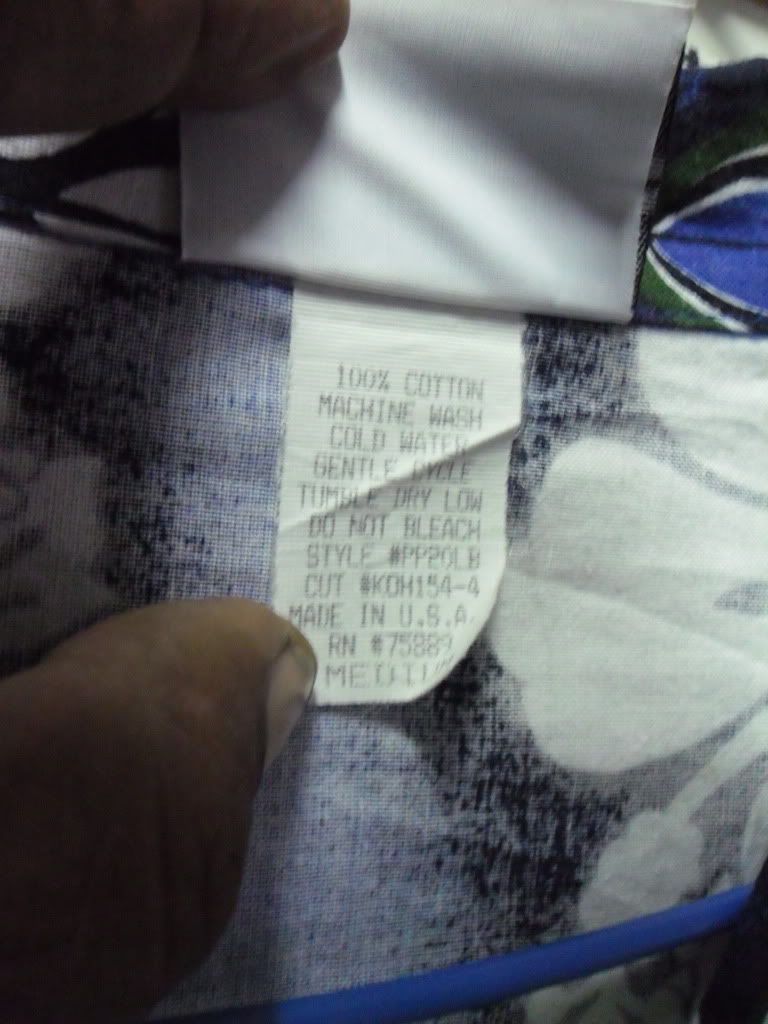 100% COTTON
MACHINE WASH
COLD WATER
GENTLE CYCLE
TUMBLE DRY LOW
DO NOT BLEACH
STYLE #PP20LB
CUT #KOH154-4
MADE IN U.S.A.
RN #75889
MEDIUM